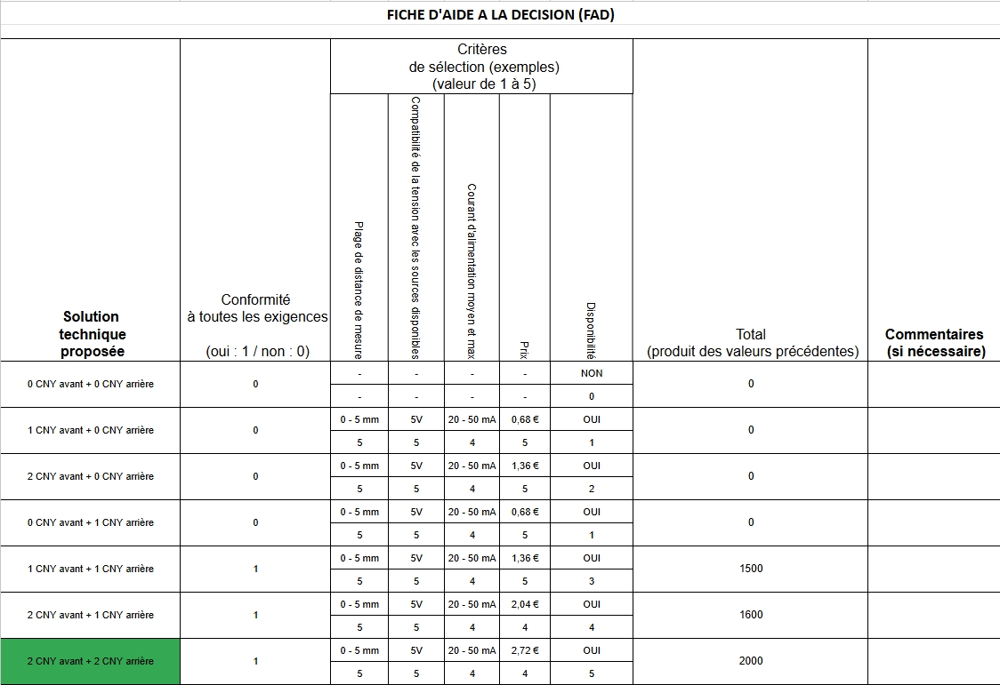 FICHE D'AIDE A LA DECISION (FAD)
Critères
de sélection (exemples)
(valeur de 1 à 5)
Solution
technique
proposée
Conformité
à toutes les exigences
(oui : 1 / non : 0)
Plage de distance de mesure
Compatibilité de la tension avec les sources disponibles
Courant d'alimentation moyen et max
Prix
Disponibilité
Total
(produit des valeurs précédentes)
Commentaires
(si nécessaire)
0 CNY avant + 0 CNY arrière 0 - - - - NON 0
- - - - 0
1 CNY avant + 0 CNY arrière 0 0 - 5 mm 5V 20 - 50 mA 0,68 € OUI 0
5 5 4 5 1
2 CNY avant + 0 CNY arrière 0 0 - 5 mm 5V 20 - 50 mA 1,36 € OUI 0
5 5 4 5 2
0 CNY avant + 1 CNY arrière 0 0 - 5 mm 5V 20 - 50 mA 0,68 € OUI 0
5 5 4 5 1
1 CNY avant + 1 CNY arrière 1 0 - 5 mm 5V 20 - 50 mA 1,36 € OUI 1500
5 5 4 5 3
2 CNY avant + 1 CNY arrière 1 0 - 5 mm 5V 20 - 50 mA 2,04 € OUI 1600
5 5 4 4 4
2 CNY avant + 2 CNY arrière 1 0 - 5 mm 5V 20 - 50 mA 2,72 € OUI 2000
5 5 4 4 5